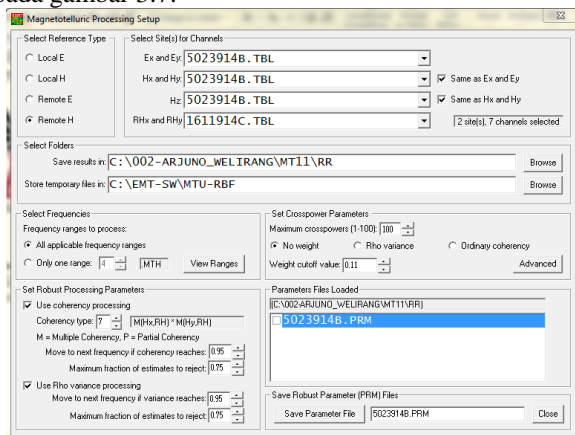 pada gambar 3.7.
Magnetotelluric Processing Setup
Select Reference Type
Local E
Local H
Remote E
Remote H
Select Site(s) for Channels
Ex and Ey: 5023914B.TBL
Hx and Hy: 5023914B.TBL
Same as Ex and Ey
Hz: 5023914B.TBL
Same as Hx and Hy
RHx and RHy 1611914C.TBL
2 site(s), 7 channels selected
Select Folders
Save results in: C:\002-ARJUNO_WELIRANG\MT11\RR
Browse
Store temporary files in: C:\EMT-SW\MTU-RBF
Browse
Select Frequencies
Frequency ranges to process:
All applicable frequency ranges
Only one range: 4 .MTH View Ranges
Set Crosspower Parameters
Maximum crosspowers (1-100): 100
No weight Rho variance Ordinary coherency
Weight cutoff value: 0.11 Advanced
Set Robust Processing Parameters
Use coherency processing
Coherency type: 7 M(Hx,RH) * M(Hy,RH)
M = Multiple Coherency, P = Partial Coherency
Move to next frequency if coherency reaches: 0.95
Maximum fraction of estimates to reject: 0.75
Use Rho variance processing
Move to next frequency if variance reaches: 0.95
Maximum fraction of estimates to reject: 0.75
Parameters Files Loaded
(C:\002-ARJUNO_WELIRANG\MT11\RR)
5023914B.PRM
Save Robust Parameter (PRM) Files
Save Parameter File 5023914B.PRM Close